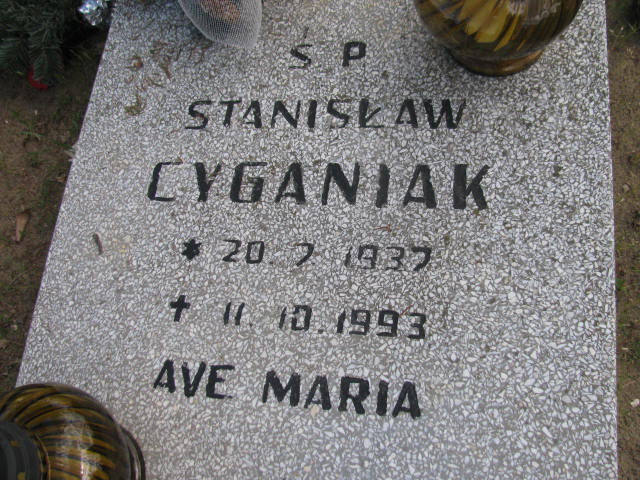 S P
STANISŁAW
CYGANIAK
* 20. 7 1937
+ 11. 10. 1993
AVE MARIA